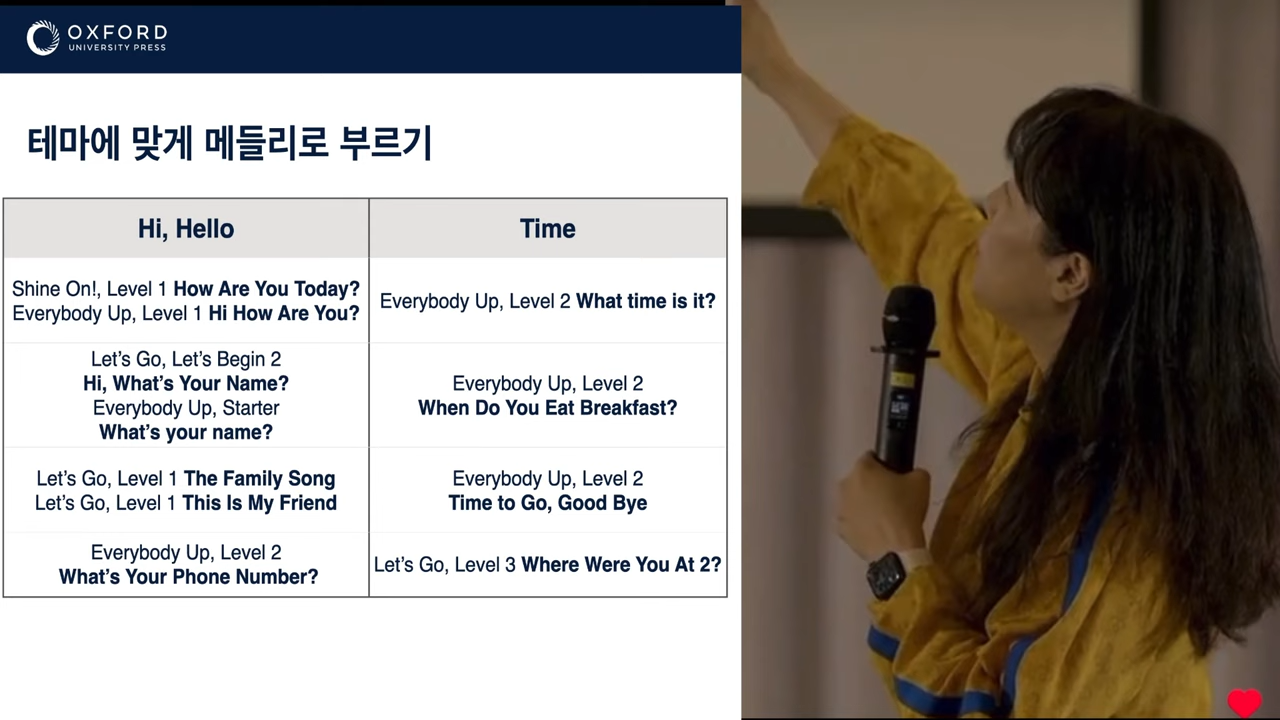 OXFORD
UNIVERSITY PRESS
테마에 맞게 메들리로 부르기
Hi, Hello
Time
Shine On!, Level 1 How Are You Today?
Everybody Up, Level 1 Hi How Are You?
Everybody Up, Level 2 What time is it?
Let's Go, Let's Begin 2
Hi, What's Your Name?
Everybody Up, Starter
What's your name?
Everybody Up, Level 2
When Do You Eat Breakfast?
Let's Go, Level 1 The Family Song
Let's Go, Level 1 This Is My Friend
Everybody Up, Level 2
Time to Go, Good Bye
Everybody Up, Level 2
What's Your Phone Number?
Let's Go, Level 3 Where Were You At 2?